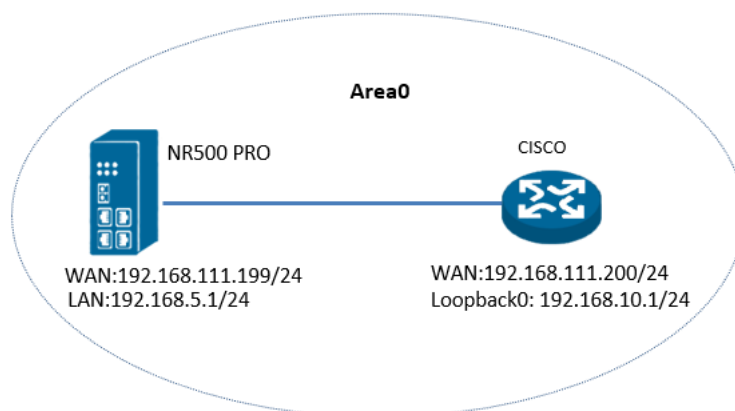 Area0
NR500 PRO
CISCO
WAN:192.168.111.199/24
LAN:192.168.5.1/24
WAN:192.168.111.200/24
Loopback0: 192.168.10.1/24